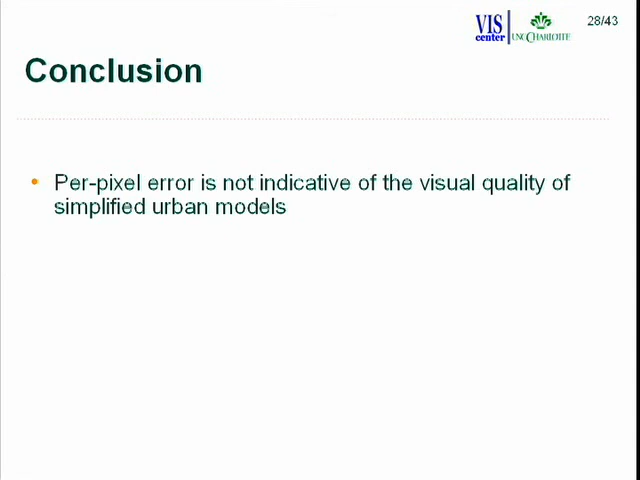 VIS
center
UNC CHARLOTTE
28/43
Conclusion
• Per-pixel error is not indicative of the visual quality of
simplified urban models